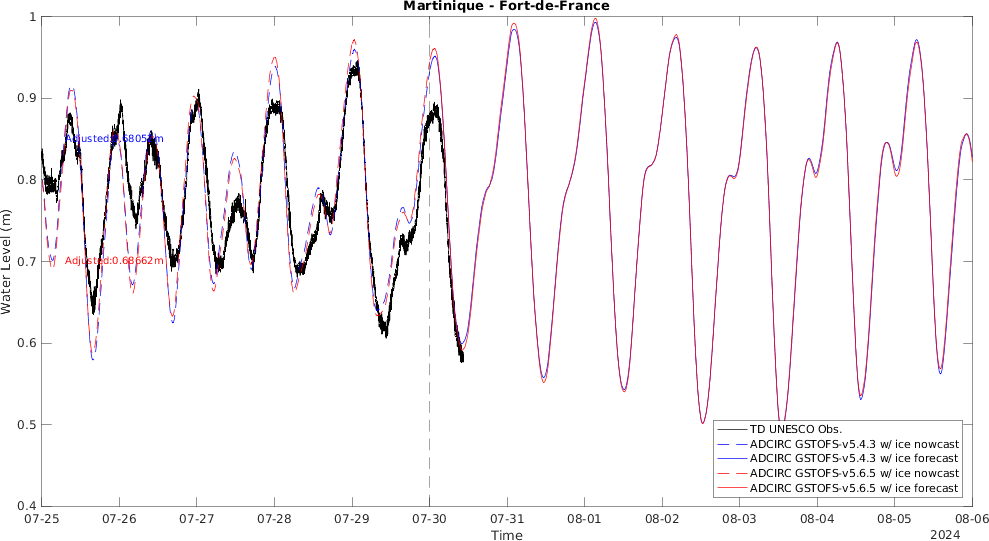 Martinique - Fort-de-France
Water Level (m)
1
0.9
0.8
0.7
0.6
0.5
0.4
Adjusted:0.68662m
TD UNESCO Obs.
ADCIRC GSTOFS-v5.4.3 w/ ice nowcast
ADCIRC GSTOFS-v5.4.3 w/ ice forecast
ADCIRC GSTOFS-v5.6.5 w/ ice nowcast
ADCIRC GSTOFS-v5.6.5 w/ ice forecast
07-25 07-26 07-27 07-28 07-29 07-30 07-31 08-01 08-02 08-03 08-04 08-05 08-06
Time
2024